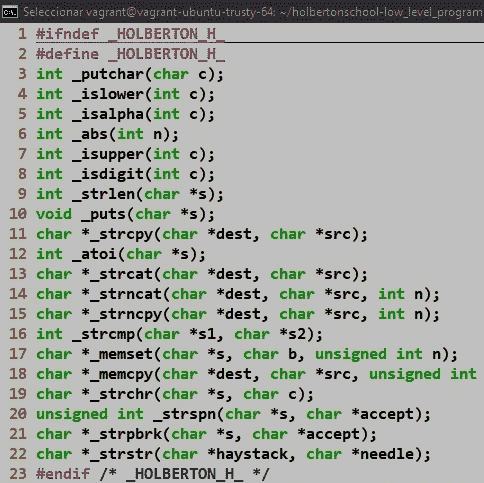 Seleccionar vagrant@vagrant-ubuntu-trusty-64: ~/holbertonschool-low_level_program
1 #ifndef _HOLBERTON_H_
2 #define _HOLBERTON_H_
3 int _putchar(char c);
4 int _islower(int c);
5 int _isalpha(int c);
6 int _abs(int n);
7 int _isupper(int c);
8 int _isdigit(int c);
9 int _strlen(char *s);
10 void _puts(char *s);
11 char *_strcpy(char *dest, char *src);
12 int _atoi(char *s);
13 char *_strcat(char *dest, char *src);
14 char *_strncat(char *dest, char *src, int n);
15 char *_strncpy(char *dest, char *src, int n);
16 int _strcmp(char *s1, char *s2);
17 char *_memset(char *s, char b, unsigned int n);
18 char *_memcpy(char *dest, char *src, unsigned int
19 char *_strchr(char *s, char c);
20 unsigned int _strspn(char *s, char *accept);
21 char *_strpbrk(char *s, char *accept);
22 char *_strstr(char *haystack, char *needle);
23 #endif /* _HOLBERTON_H_ */